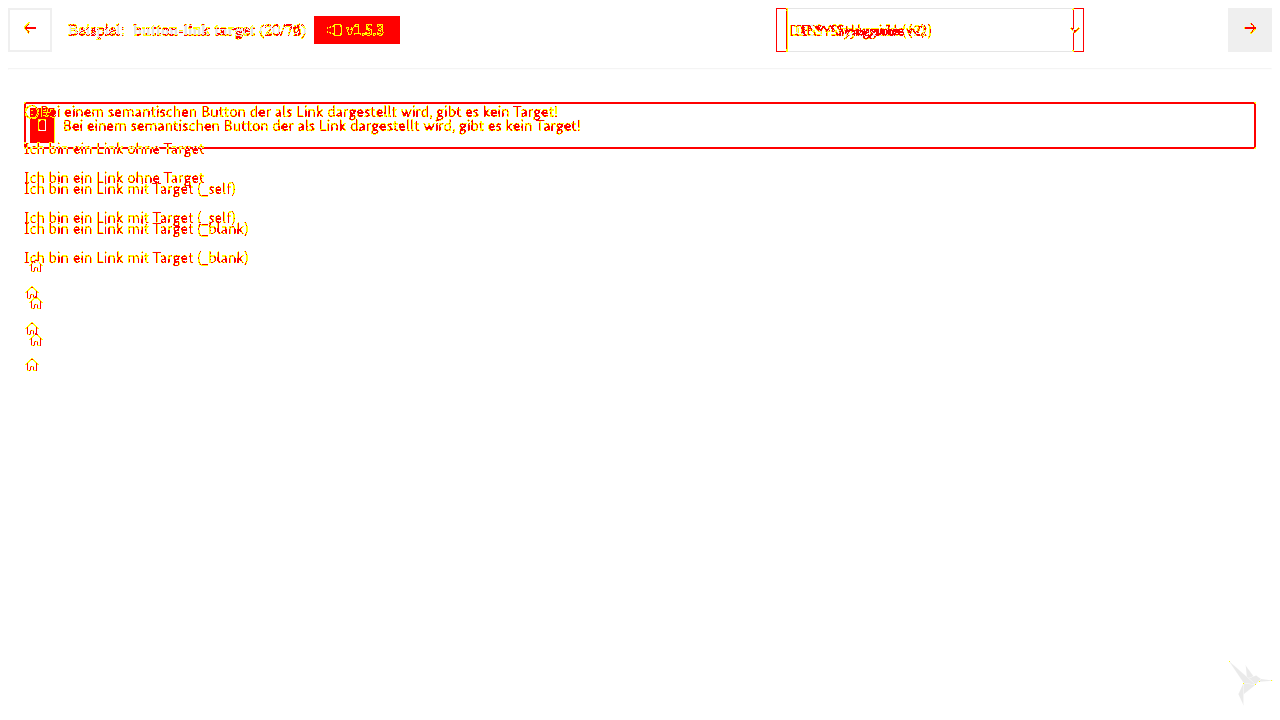 Beispiel: button-link target
v1.5.3
Bei einem semantischen Button der als Link dargestellt wird, gibt es kein Target!
Bei einem semantischen Button der als Link dargestellt wird, gibt es kein Target!
Ich bin ein Link ohne Target
Ich bin ein Link ohne Target
Ich bin ein Link mit Target (_self)
Ich bin ein Link mit Target (_self)
Ich bin ein Link mit Target (_blank)
Ich bin ein Link mit Target (_blank)